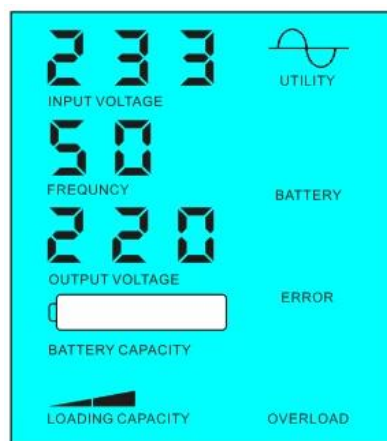 233
INPUT VOLTAGE
UTILITY
50
FREQUNCY
BATTERY
220
OUTPUT VOLTAGE
ERROR
BATTERY CAPACITY
LOADING CAPACITY
OVERLOAD